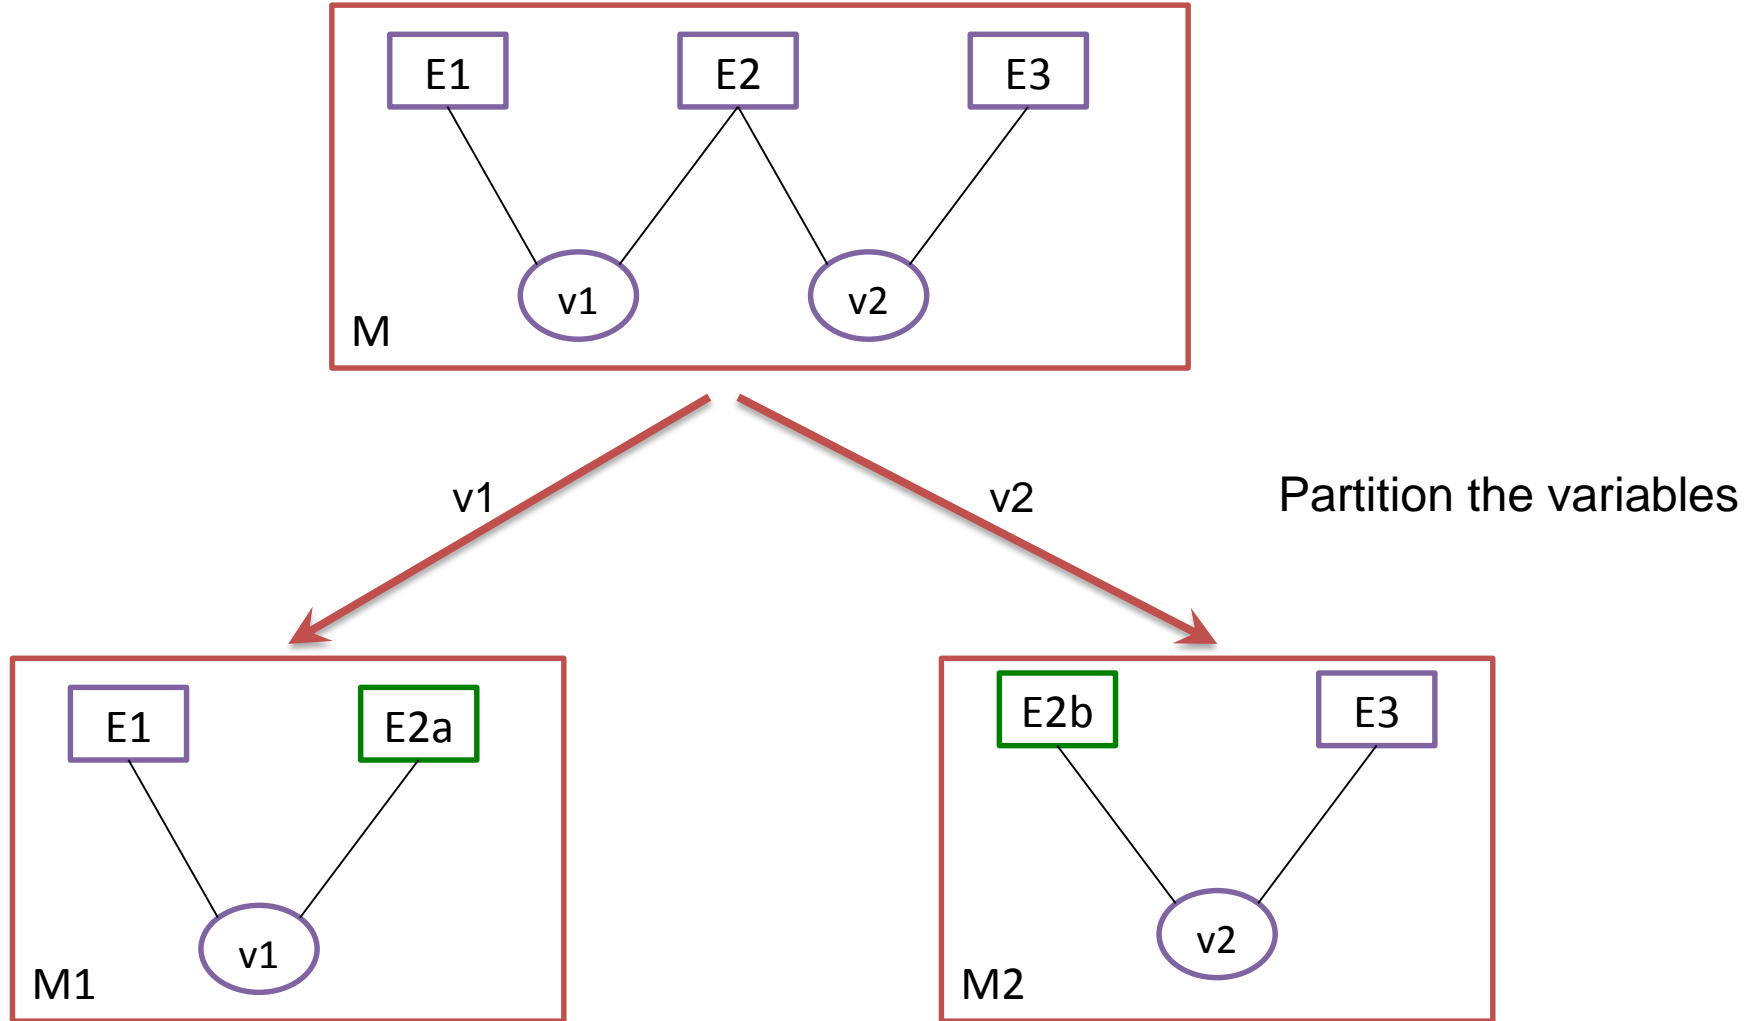 E1 E2 E3
v1 v2
M
v1 v2
Partition the variables
E1 E2a
v1
M1
E2b E3
v2
M2